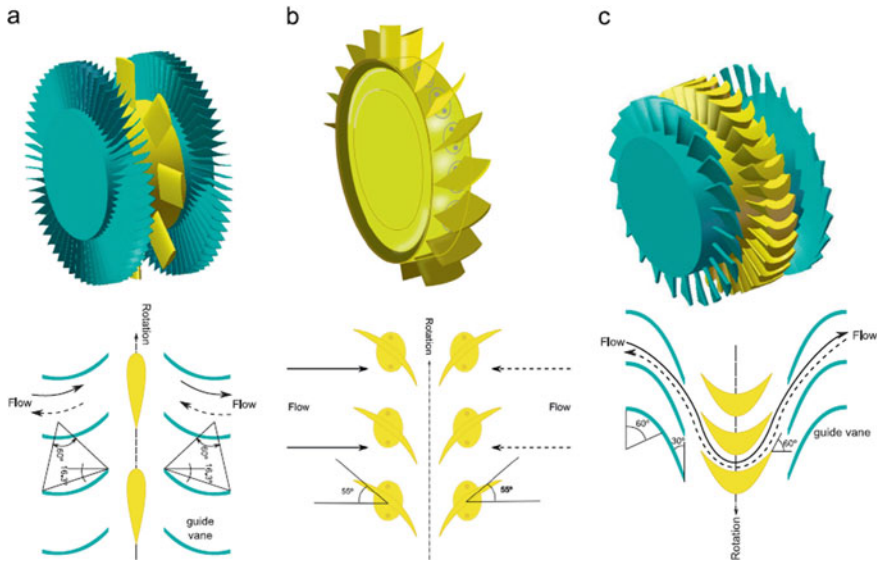 a
b
c
Rotation
Flow
Flow
60°
16.3°
60°
16.3°
guide
vane
Rotation
Flow
Flow
55°
55°
Flow
Flow
60°
30°
60°
guide vane
Rotation